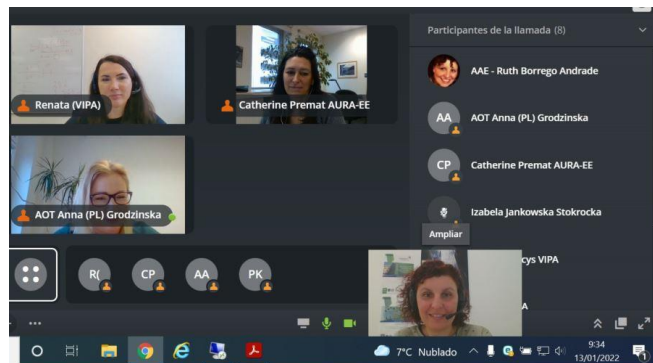 Renata (VIPA)
Catherine Premat AURA-EE
AOT Anna (PL) Grodzinska
R(
CP
AA
PK
Participantes de la llamada (8)
AAE - Ruth Borrego Andrade
AA
AOT Anna (PL) Grodzinska
CP
Catherine Premat AURA-EE
Izabela Jankowska Stokrocka
Ampliar
cys VIPA
A
7°C Nublado
9:34
13/01/2022